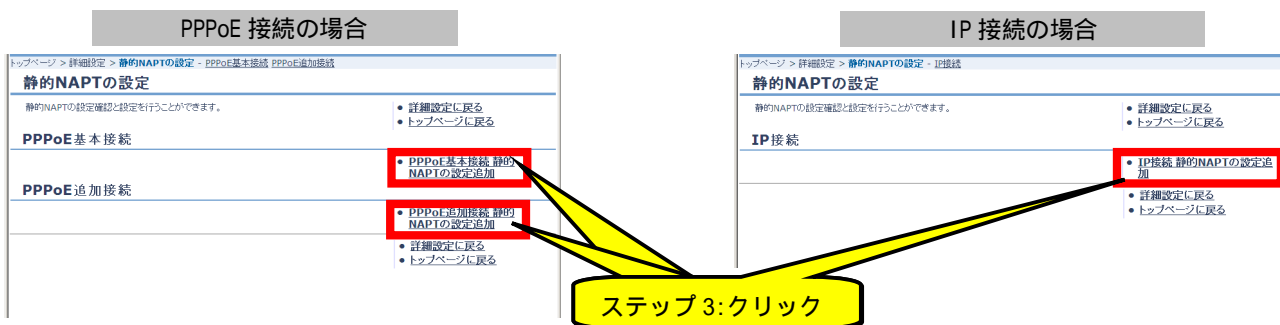 PPPoE 接続の場合
トップページ > 詳細設定 > 静的NAPTの設定 - PPPoE基本接続 PPPoE追加接続
静的NAPTの設定
静的NAPTの設定確認と設定を行うことができます。
• 詳細設定に戻る
• トップページに戻る
PPPoE基本接続
• PPPoE基本接続 静的
NAPTの設定追加
PPPoE追加接続
• PPPoE追加接続 静的
NAPTの設定追加
• 詳細設定に戻る
• トップページに戻る
IP 接続の場合
トップページ > 詳細設定 > 静的NAPTの設定 - IP接続
静的NAPTの設定
静的NAPTの設定確認と設定を行うことができます。
• 詳細設定に戻る
• トップページに戻る
IP接続
• IP接続 静的NAPTの設定追
加
• 詳細設定に戻る
• トップページに戻る
ステップ 3:クリック